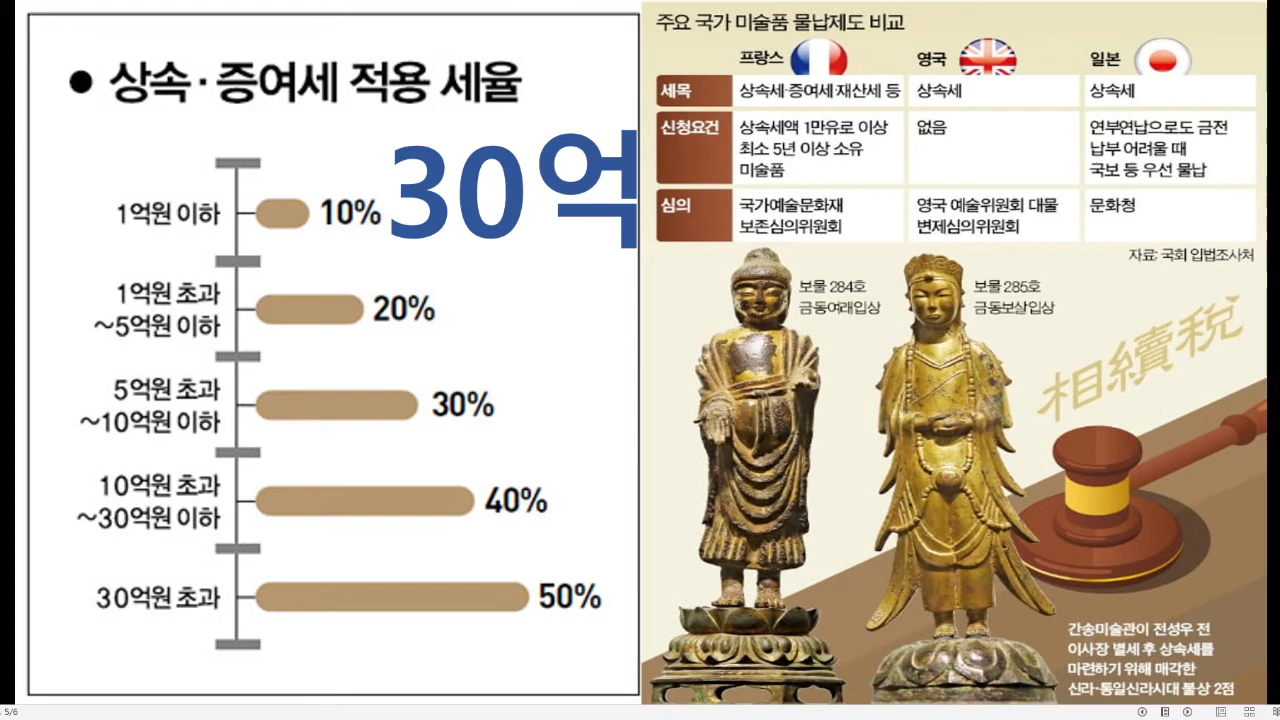 ● 상속·증여세 적용 세율
30억
1억원 이하
10%
1억원 초과
~5억원 이하
20%
5억원 초과
~10억원 이하
30%
10억원 초과
~30억원 이하
40%
30억원 초과
50%
주요 국가 미술품 물납제도 비교
프랑스 영국 일본
세목 상속세·증여세·재산세 등 상속세 상속세
신청요건 상속세액 1만유로 이상 없음 연부연납으로도 금전
최소 5년 이상 소유 납부 어려울 때
미술품 국보 등 우선 물납
심의 국가예술문화재 영국 예술위원회 대물 문화청
보존심의위원회 변제심의위원회
자료: 국회 입법조사처
보물 284호
금동여래입상
보물 285호
금동보살입상
相續稅
간송미술관이 전성우 전
이사장 별세 후 상속세를
마련하기 위해 매각한
신라·통일신라시대 불상 2점
5/6